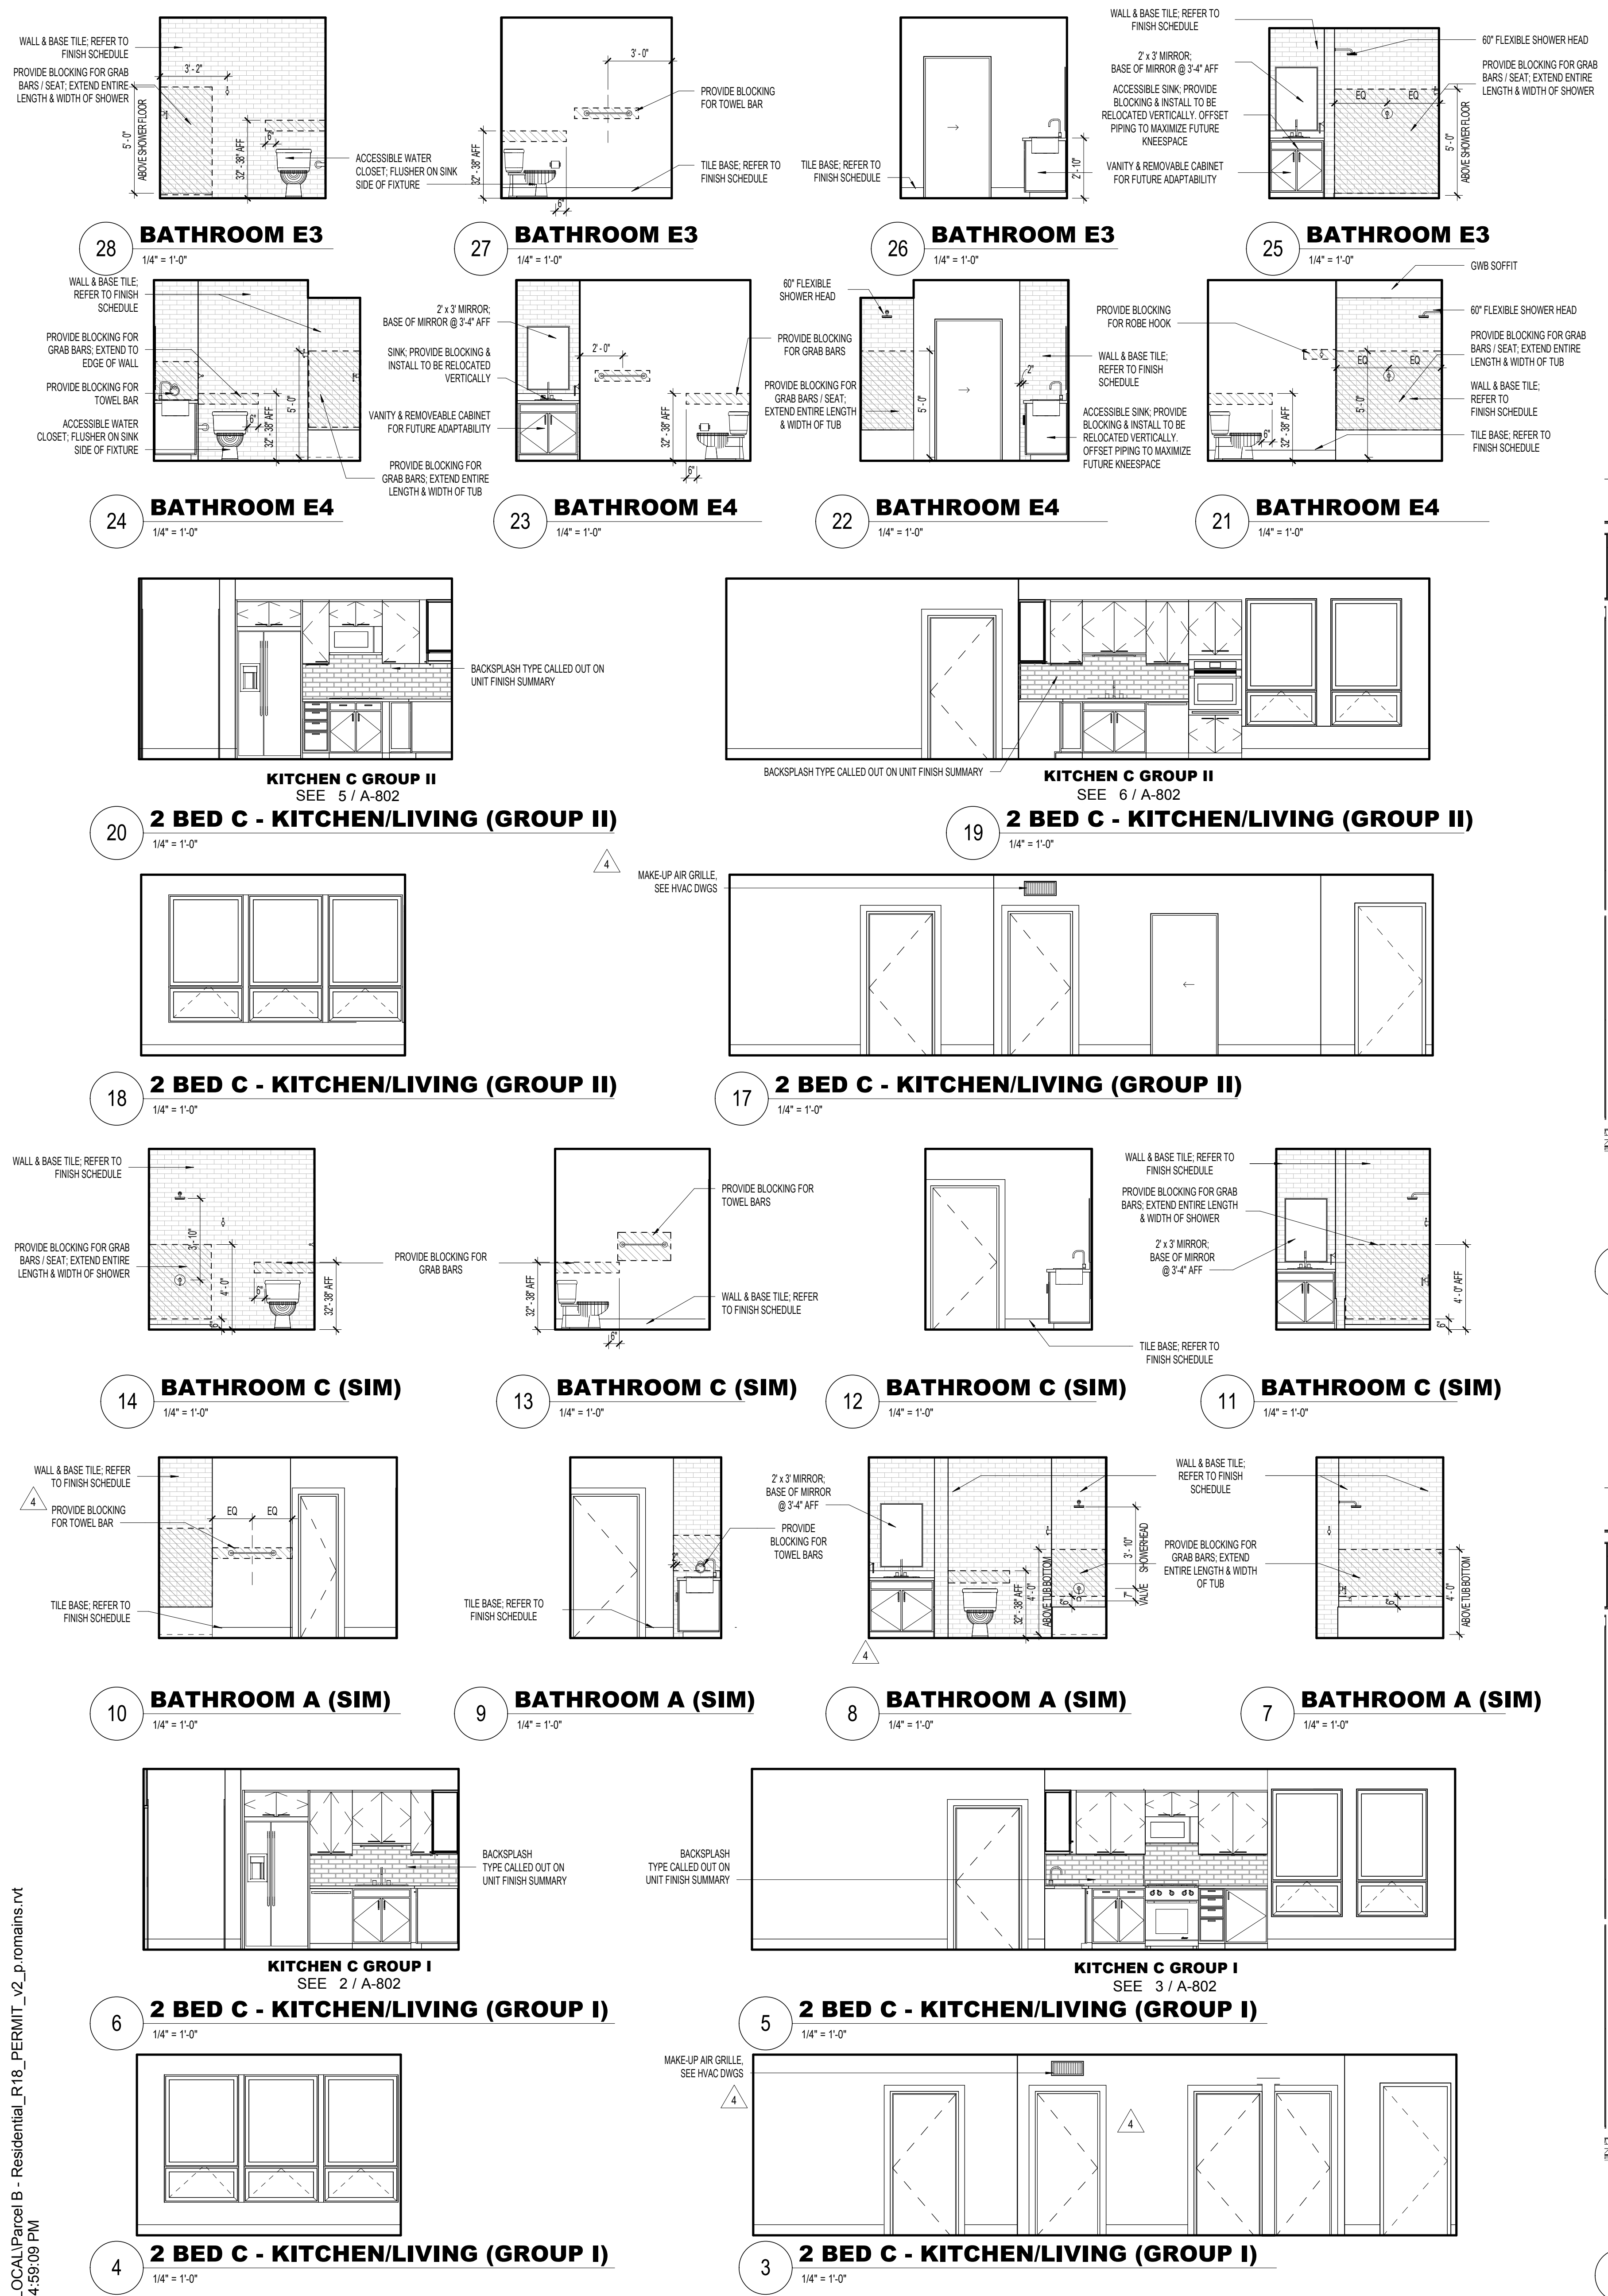 WALL & BASE TILE; REFER TO
FINISH SCHEDULE
PROVIDE BLOCKING FOR GRAB
BARS / SEAT; EXTEND ENTIRE
LENGTH & WIDTH OF SHOWER
3' - 2"
5' - 0"
ABOVE SHOWER FLOOR
6"
32" - 38" AFF
ACCESSIBLE WATER
CLOSET; FLUSHER ON SINK
SIDE OF FIXTURE
28
BATHROOM E3
1/4" = 1'-0"
3' - 0"
PROVIDE BLOCKING
FOR TOWEL BAR
32" - 38" AFF
6"
TILE BASE; REFER TO
FINISH SCHEDULE
27
BATHROOM E3
1/4" = 1'-0"
TILE BASE; REFER TO
FINISH SCHEDULE
2' - 10"
26
BATHROOM E3
1/4" = 1'-0"
WALL & BASE TILE; REFER TO
FINISH SCHEDULE
2' x 3' MIRROR;
BASE OF MIRROR @ 3'-4" AFF
ACCESSIBLE SINK; PROVIDE
BLOCKING & INSTALL TO BE
RELOCATED VERTICALLY. OFFSET
PIPING TO MAXIMIZE FUTURE
KNEESPACE
VANITY & REMOVABLE CABINET
FOR FUTURE ADAPTABILITY
60" FLEXIBLE SHOWER HEAD
PROVIDE BLOCKING FOR GRAB
BARS / SEAT; EXTEND ENTIRE
LENGTH & WIDTH OF SHOWER
EQ
EQ
5' - 0"
ABOVE SHOWER FLOOR
25
BATHROOM E3
1/4" = 1'-0"
WALL & BASE TILE;
REFER TO FINISH
SCHEDULE
PROVIDE BLOCKING FOR
GRAB BARS; EXTEND TO
EDGE OF WALL
PROVIDE BLOCKING FOR
TOWEL BAR
ACCESSIBLE WATER
CLOSET; FLUSHER ON SINK
SIDE OF FIXTURE
6"
32" - 38" AFF
5' - 0"
PROVIDE BLOCKING FOR
GRAB BARS; EXTEND ENTIRE
LENGTH & WIDTH OF TUB
24
BATHROOM E4
1/4" = 1'-0"
2' x 3' MIRROR;
BASE OF MIRROR @ 3'-4" AFF
SINK; PROVIDE BLOCKING &
INSTALL TO BE RELOCATED
VERTICALLY
VANITY & REMOVEABLE CABINET
FOR FUTURE ADAPTABILITY
2' - 0"
32" - 38" AFF
6"
PROVIDE BLOCKING
FOR GRAB BARS
23
BATHROOM E4
1/4" = 1'-0"
60" FLEXIBLE
SHOWER HEAD
PROVIDE BLOCKING FOR
GRAB BARS / SEAT;
EXTEND ENTIRE LENGTH
& WIDTH OF TUB
5' - 0"
2"
WALL & BASE TILE;
REFER TO FINISH
SCHEDULE
ACCESSIBLE SINK; PROVIDE
BLOCKING & INSTALL TO BE
RELOCATED VERTICALLY.
OFFSET PIPING TO MAXIMIZE
FUTURE KNEESPACE
22
BATHROOM E4
1/4" = 1'-0"
PROVIDE BLOCKING
FOR ROBE HOOK
GWB SOFFIT
60" FLEXIBLE SHOWER HEAD
PROVIDE BLOCKING FOR GRAB
BARS / SEAT; EXTEND ENTIRE
LENGTH & WIDTH OF TUB
WALL & BASE TILE;
REFER TO
FINISH SCHEDULE
TILE BASE; REFER TO
FINISH SCHEDULE
EQ
EQ
5' - 0"
6"
32" - 38" AFF
21
BATHROOM E4
1/4" = 1'-0"
BACKSPLASH TYPE CALLED OUT ON
UNIT FINISH SUMMARY
KITCHEN C GROUP II
SEE 5 / A-802
20
2 BED C - KITCHEN/LIVING (GROUP II)
1/4" = 1'-0"
BACKSPLASH TYPE CALLED OUT ON UNIT FINISH SUMMARY
KITCHEN C GROUP II
SEE 6 / A-802
19
2 BED C - KITCHEN/LIVING (GROUP II)
1/4" = 1'-0"
18
2 BED C - KITCHEN/LIVING (GROUP II)
1/4" = 1'-0"
4
MAKE-UP AIR GRILLE,
SEE HVAC DWGS
17
2 BED C - KITCHEN/LIVING (GROUP II)
1/4" = 1'-0"
WALL & BASE TILE; REFER TO
FINISH SCHEDULE
PROVIDE BLOCKING FOR GRAB
BARS / SEAT; EXTEND ENTIRE
LENGTH & WIDTH OF SHOWER
3' - 10"
4' - 0"
6"
6"
32" - 38" AFF
14
BATHROOM C (SIM)
1/4" = 1'-0"
PROVIDE BLOCKING FOR
GRAB BARS
32" - 38" AFF
6"
PROVIDE BLOCKING FOR
TOWEL BARS
WALL & BASE TILE; REFER
TO FINISH SCHEDULE
13
BATHROOM C (SIM)
1/4" = 1'-0"
TILE BASE; REFER TO
FINISH SCHEDULE
12
BATHROOM C (SIM)
1/4" = 1'-0"
WALL & BASE TILE; REFER TO
FINISH SCHEDULE
PROVIDE BLOCKING FOR GRAB
BARS; EXTEND ENTIRE LENGTH
& WIDTH OF SHOWER
2' x 3' MIRROR;
BASE OF MIRROR
@ 3'-4" AFF
6"
4' - 0" AFF
11
BATHROOM C (SIM)
1/4" = 1'-0"
WALL & BASE TILE; REFER
TO FINISH SCHEDULE
4
PROVIDE BLOCKING
FOR TOWEL BAR
EQ
EQ
TILE BASE; REFER TO
FINISH SCHEDULE
10
BATHROOM A (SIM)
1/4" = 1'-0"
TILE BASE; REFER TO
FINISH SCHEDULE
2"
9
BATHROOM A (SIM)
1/4" = 1'-0"
2' x 3' MIRROR;
BASE OF MIRROR
@ 3'-4" AFF
PROVIDE
BLOCKING FOR
TOWEL BARS
32" - 38" AFF
4' - 0"
ABOVE TUB BOTTOM
6"
7"
VALVE
3' - 10"
SHOWERHEAD
4
8
BATHROOM A (SIM)
1/4" = 1'-0"
WALL & BASE TILE;
REFER TO FINISH
SCHEDULE
PROVIDE BLOCKING FOR
GRAB BARS; EXTEND
ENTIRE LENGTH & WIDTH
OF TUB
6"
4' - 0"
ABOVE TUB BOTTOM
7
BATHROOM A (SIM)
1/4" = 1'-0"
BACKSPLASH
TYPE CALLED OUT ON
UNIT FINISH SUMMARY
KITCHEN C GROUP I
SEE 2 / A-802
6
2 BED C - KITCHEN/LIVING (GROUP I)
1/4" = 1'-0"
BACKSPLASH
TYPE CALLED OUT ON
UNIT FINISH SUMMARY
KITCHEN C GROUP I
SEE 3 / A-802
5
2 BED C - KITCHEN/LIVING (GROUP I)
1/4" = 1'-0"
4
2 BED C - KITCHEN/LIVING (GROUP I)
1/4" = 1'-0"
MAKE-UP AIR GRILLE,
SEE HVAC DWGS
4
4
3
2 BED C - KITCHEN/LIVING (GROUP I)
1/4" = 1'-0"
LOCAL\Parcel B - Residential_R18_PERMIT_v2_p.romains.rvt
4:59:09 PM